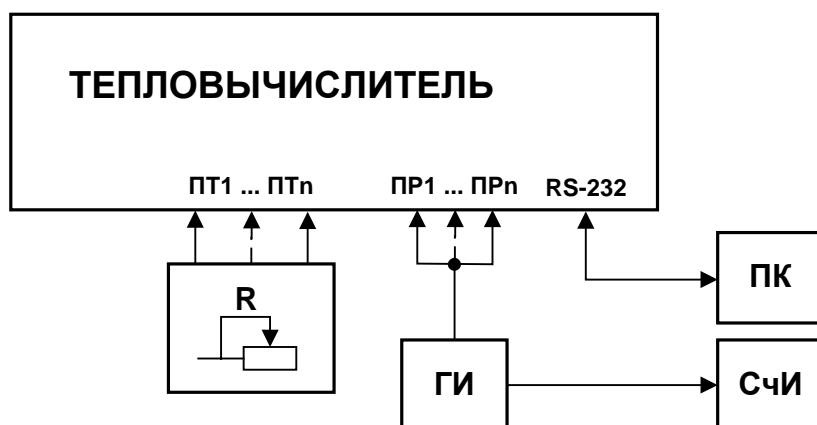 ТЕПЛОВЫЧИСЛИТЕЛЬ
ПТ1 ... ПТn ПР1 ... ПРn RS-232
ПК
R
ГИ СчИ